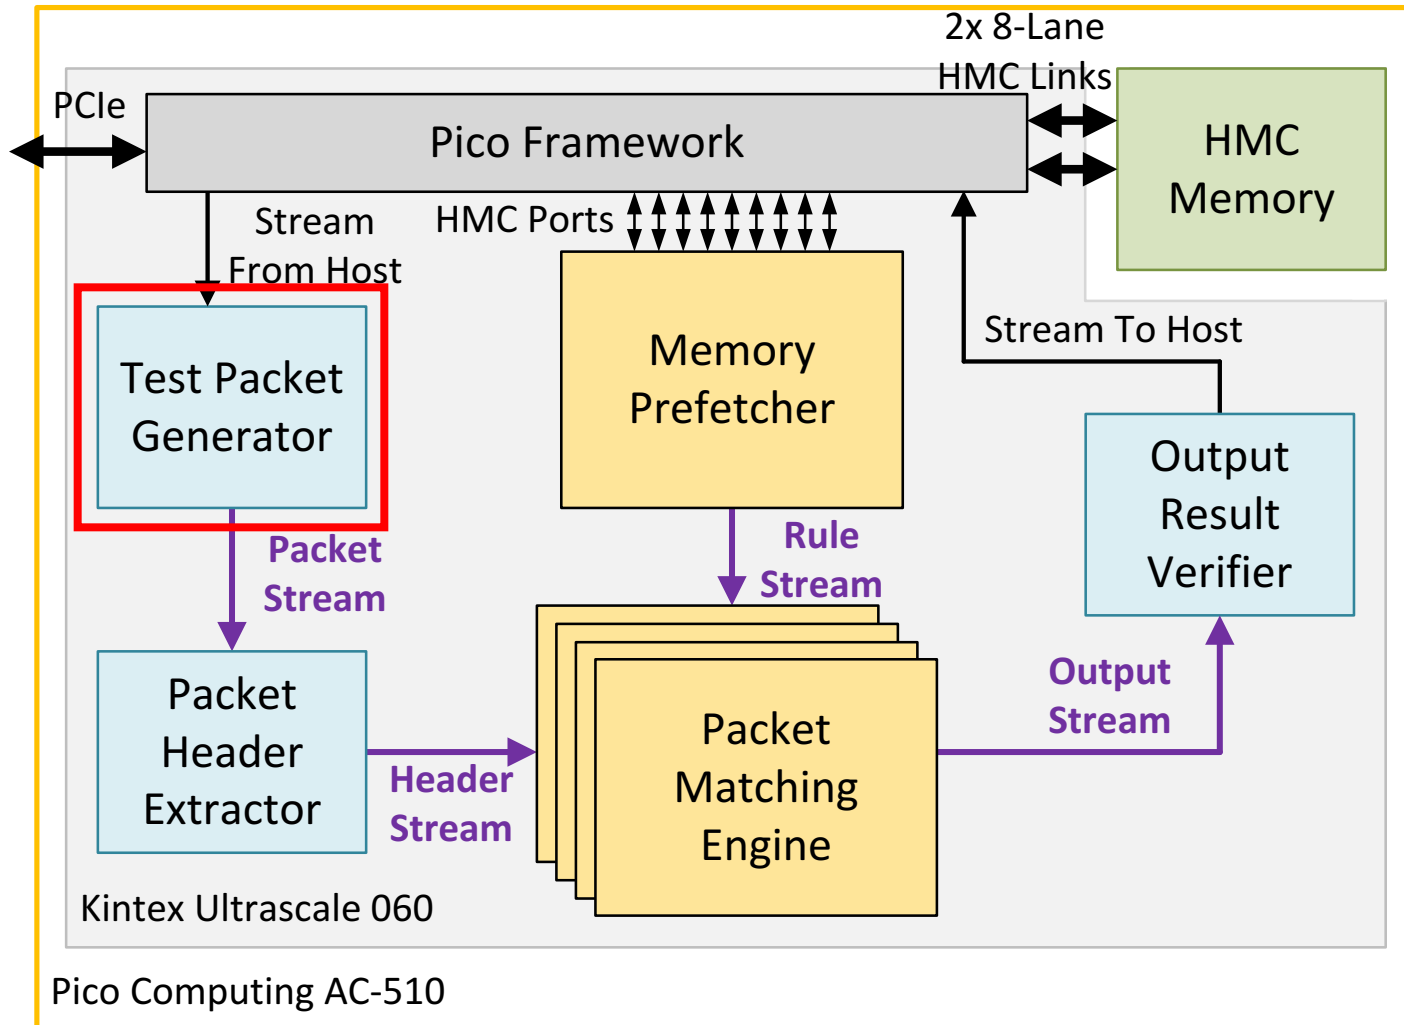 2x 8-Lane
HMC Links
PCIe
Pico Framework
HMC
Memory
Stream
From Host
HMC Ports
Test Packet
Generator
Memory
Prefetcher
Stream To Host
Output
Result
Verifier
Packet
Stream
Rule
Stream
Packet
Header
Extractor
Header
Stream
Packet
Matching
Engine
Output
Stream
Kintex Ultrascale 060
Pico Computing AC-510